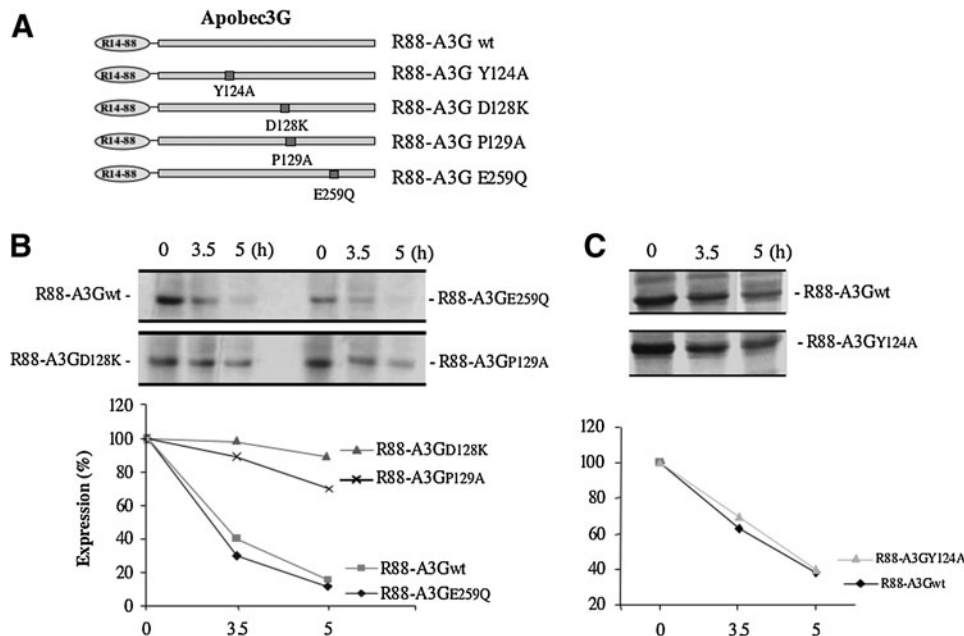 A
Apobec3G
R14-88
R88-A3G wt
R14-88
R88-A3G Y124A
Y124A
R14-88
R88-A3G D128K
D128K
R14-88
R88-A3G P129A
P129A
R14-88
R88-A3G E259Q
E259Q
B
0 3.5 5 (h) 0 3.5 5 (h)
R88-A3Gwt - - R88-A3GE259Q
R88-A3GD128K - - R88-A3GP129A
Expression (%)
120
100
80
60
40
20
0
R88-A3GD128K
R88-A3GP129A
R88-A3Gwt
R88-A3GE259Q
0 3.5 5
C
0 3.5 5 (h)
- R88-A3Gwt
- R88-A3GY124A
120
100
80
60
40
20
R88-A3GY124A
R88-A3Gwt
0 3.5 5